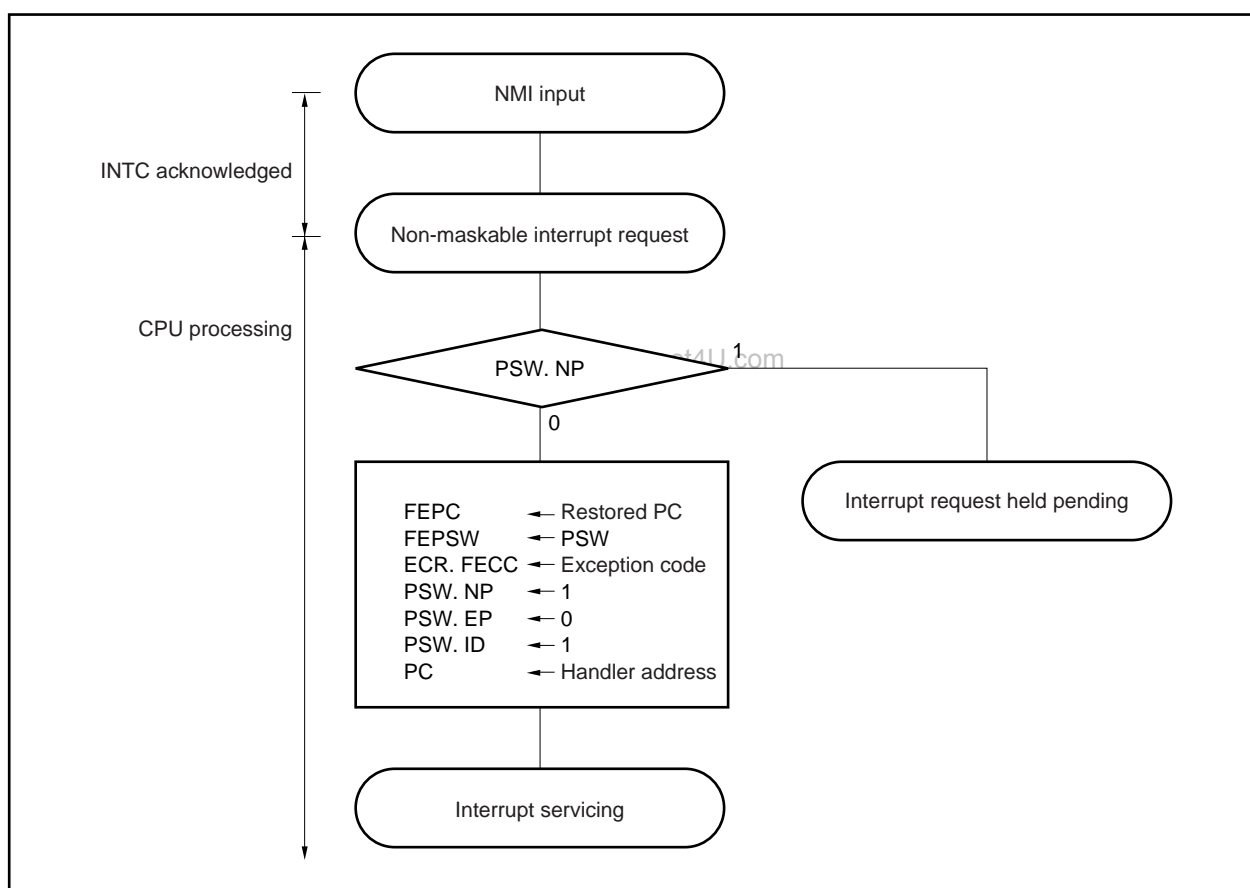 NMI input
INTC acknowledged
Non-maskable interrupt request
CPU processing
1
PSW. NP
0
Interrupt request held pending
FEPC ← Restored PC
FEPSW ← PSW
ECR. FECC ← Exception code
PSW. NP ← 1
PSW. EP ← 0
PSW. ID ← 1
PC ← Handler address
Interrupt servicing